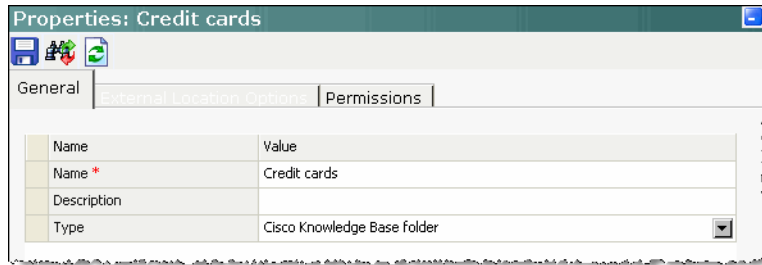 Properties: Credit cards
General External Location Options Permissions
Name Value
Name * Credit cards
Description
Type Cisco Knowledge Base folder